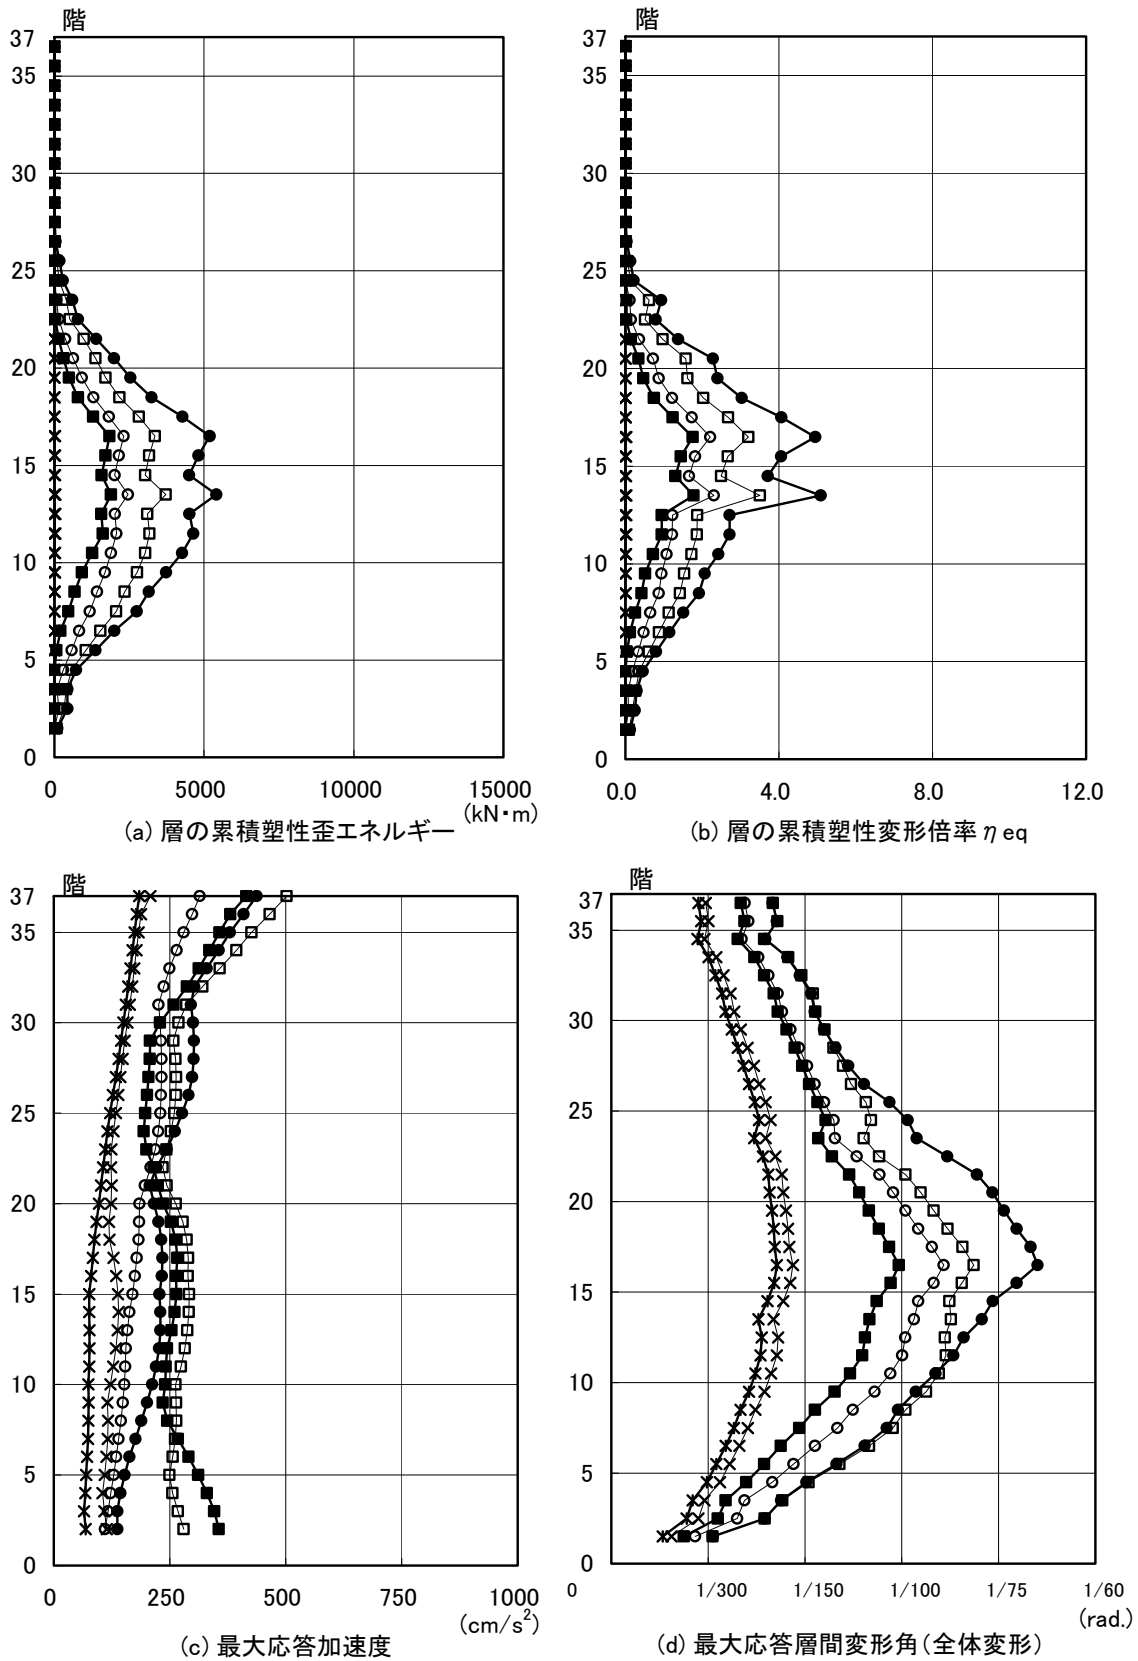 階
37
35
30
25
20
15
10
5
0
0 5000 10000 15000
(kN・m)
(a) 層の累積塑性歪エネルギー
階
37
35
30
25
20
15
10
5
0
0.0 4.0 8.0 12.0
(b) 層の累積塑性変形倍率 η eq
階
37
35
30
25
20
15
10
5
0
0 250 500 750 1000
(cm/s²)
(c) 最大応答加速度
階
37
35
30
25
20
15
10
5
0
0 1/300 1/150 1/100 1/75 1/60
(rad.)
(d) 最大応答層間変形角(全体変形)